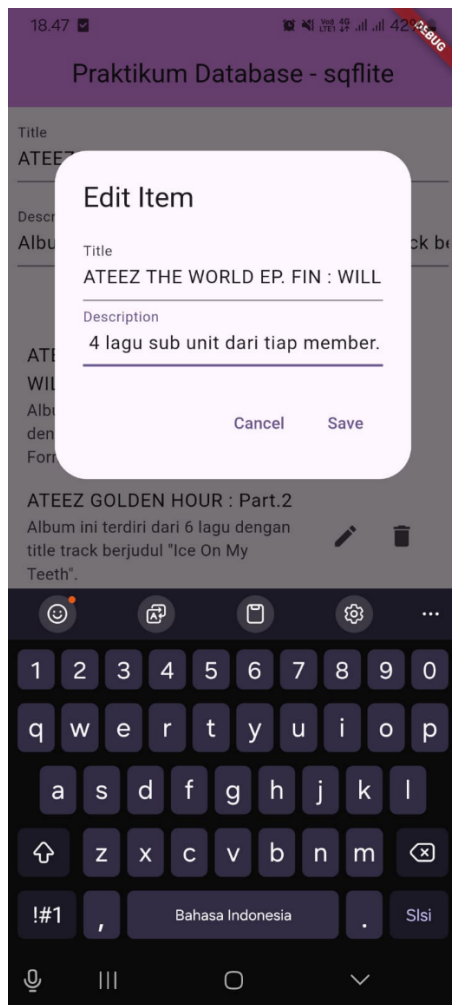 18.47
42%
DEBUG
Praktikum Database - sqflite
Title
ATEEZ
Edit Item
Title
ATEEZ THE WORLD EP. FIN : WILL
Description
4 lagu sub unit dari tiap member.
Cancel
Save
ATEEZ GOLDEN HOUR : Part.2
Album ini terdiri dari 6 lagu dengan
title track berjudul "Ice On My
Teeth".
1 2 3 4 5 6 7 8 9 0
q w e r t y u i o p
a s d f g h j k l
z x c v b n m
!#1 , Bahasa Indonesia . SIsi